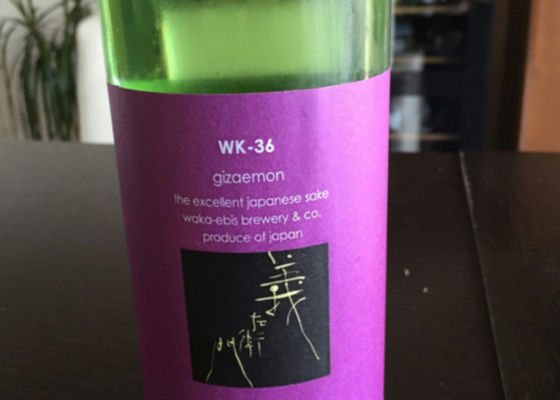 WK-36
gizaemon
the excellent japanese sake
waka-ebis brewery & co.
produce of japan
義
左
衛
門